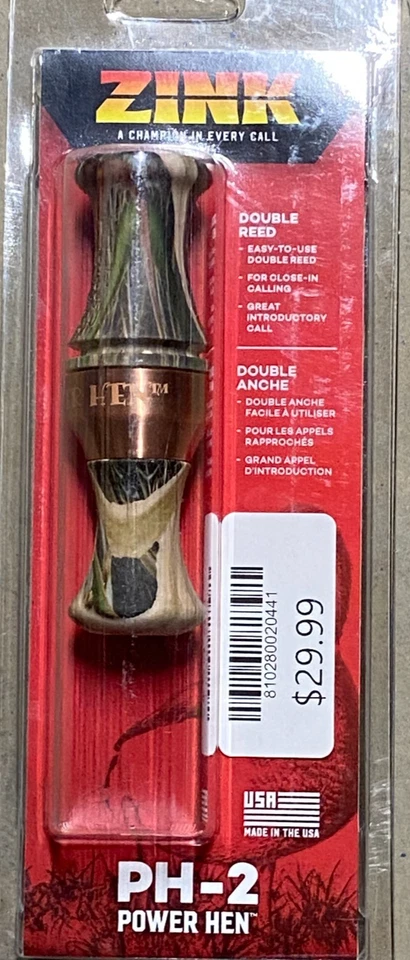 ZINK
A CHAMPION IN EVERY CALL
DOUBLE
REED
- EASY-TO-USE
DOUBLE REED
- FOR CLOSE-IN
CALLING
- GREAT
INTRODUCTORY
CALL
HEN™
DOUBLE
ANCHE
- DOUBLE ANCHE
FACILE À UTILISER
- POUR LES APPELS
RAPPROCHÉS
- GRAND APPEL
D'INTRODUCTION
810280020441
$29.99
USA
MADE IN THE USA
PH-2
POWER HEN™